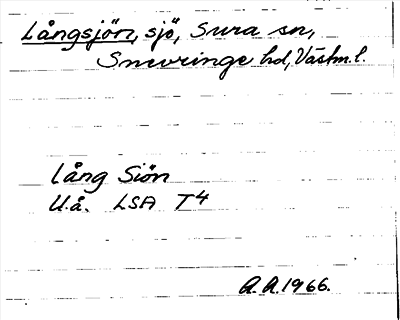 Långsjön, sjö, Sura sn,
Snevringe hd, Västm. l.
Lång Siön
U.å. LSA T4
A.A. 1966.